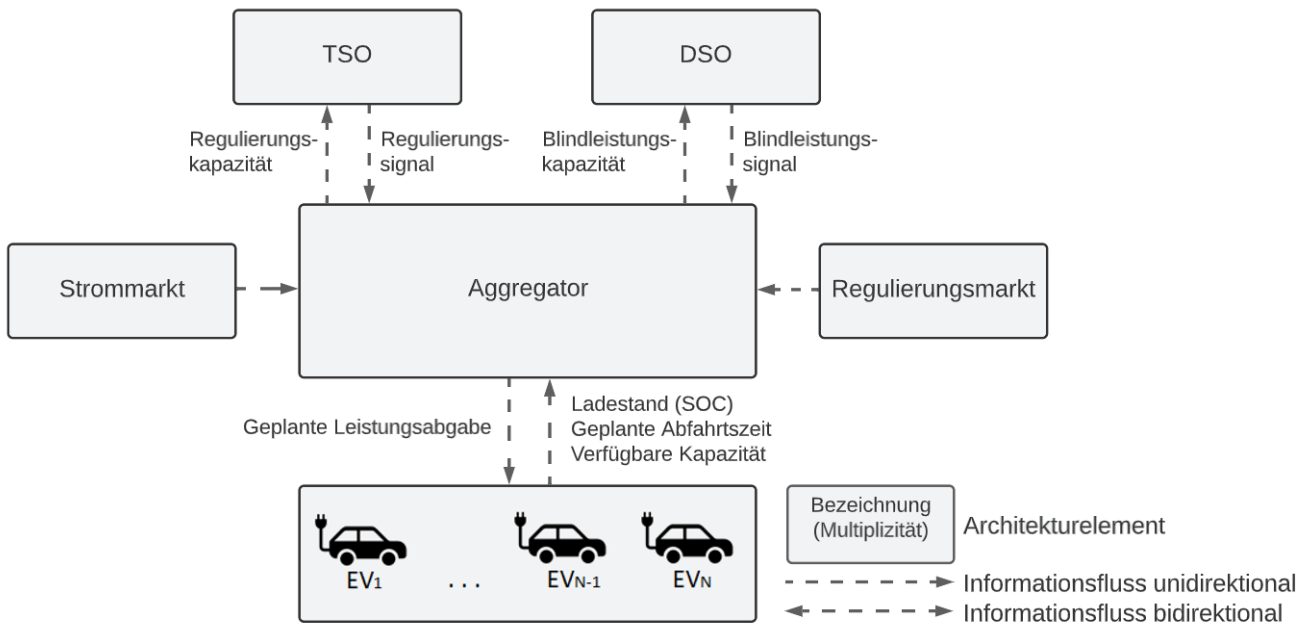 TSO
DSO
Regulierungs-
kapazität
Regulierungs-
signal
Blindleistungs-
kapazität
Blindleistungs-
signal
Strommarkt
Aggregator
Regulierungsmarkt
Geplante Leistungsabgabe
Ladestand (SOC)
Geplante Abfahrtszeit
Verfügbare Kapazität
EV1
...
EVN-1
EVN
Bezeichnung
(Multiplizität)
Architekturelement
Informationsfluss unidirektional
Informationsfluss bidirektional